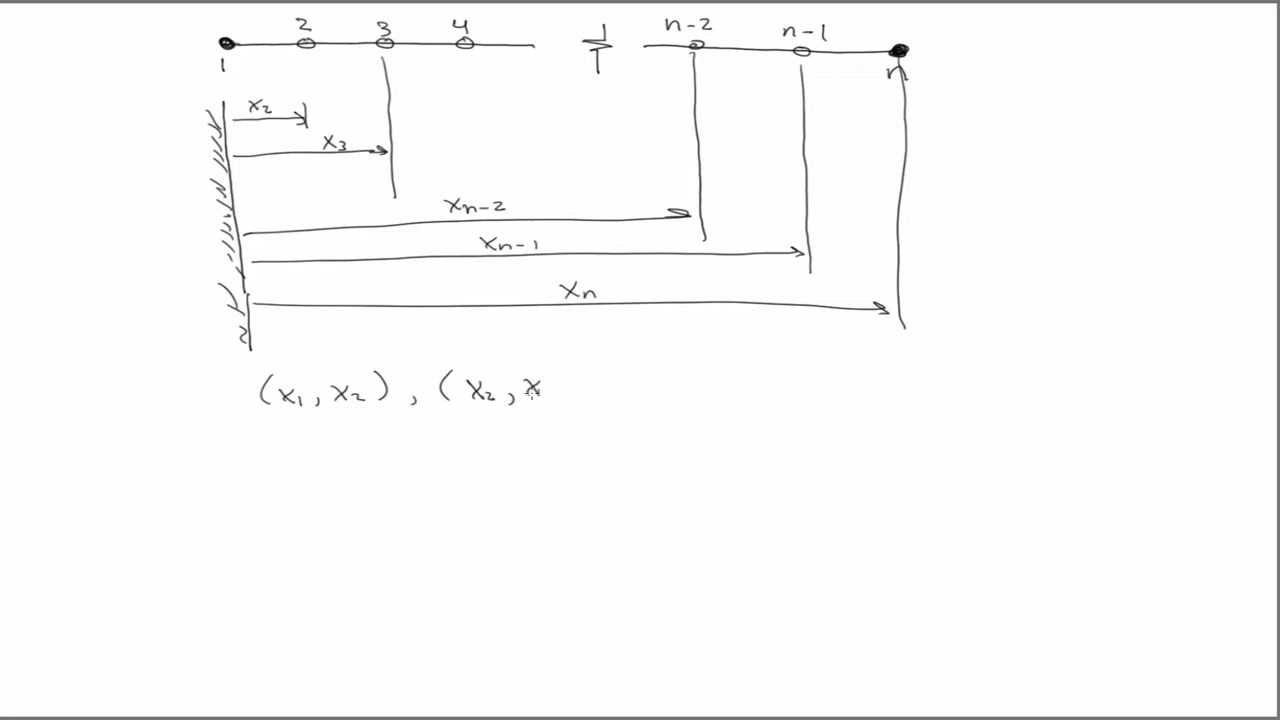 2 3 4 n-2 n-1
1 n
x₂
x₃
xₙ₋₂
xₙ₋₁
xₙ
(x₁, x₂), (x₂, x